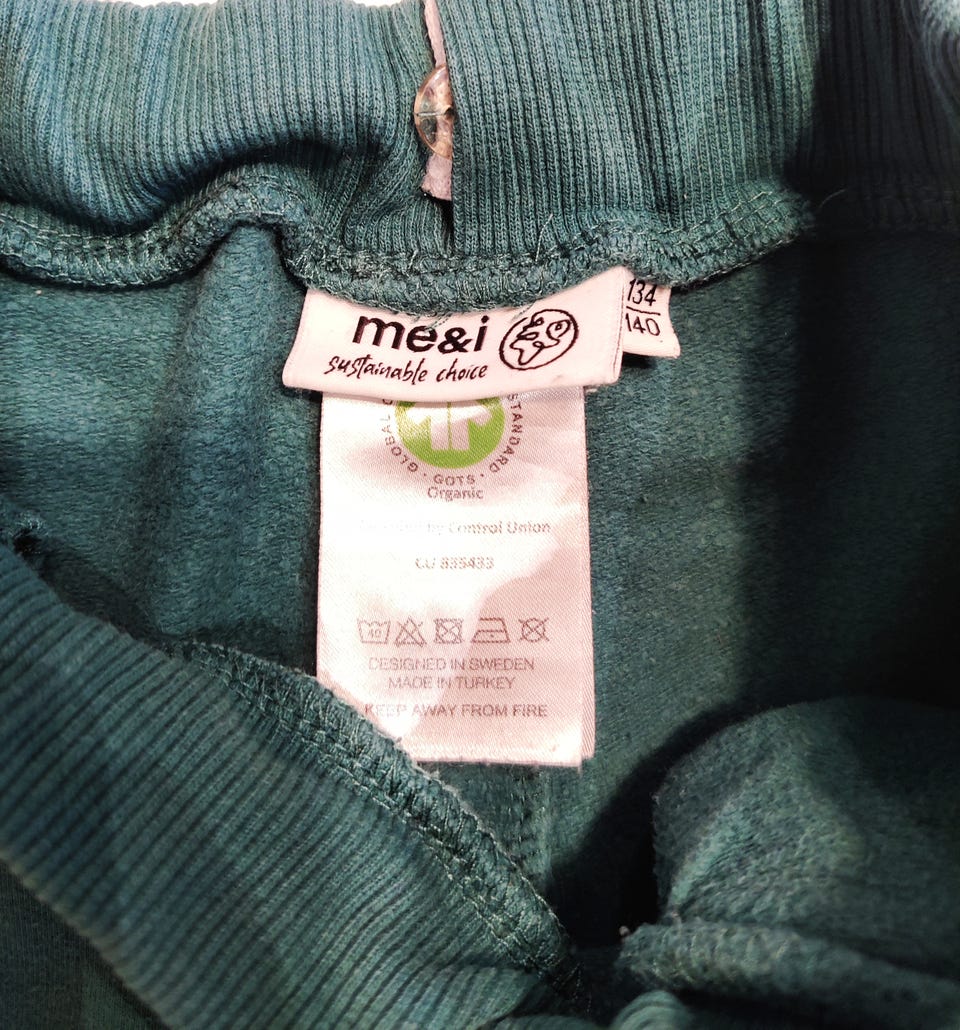 me&i
sustainable choice
134
140
GLOBAL STANDARD
· GOTS ·
Organic
by Control Union
CU 835433
40
DESIGNED IN SWEDEN
MADE IN TURKEY
KEEP AWAY FROM FIRE